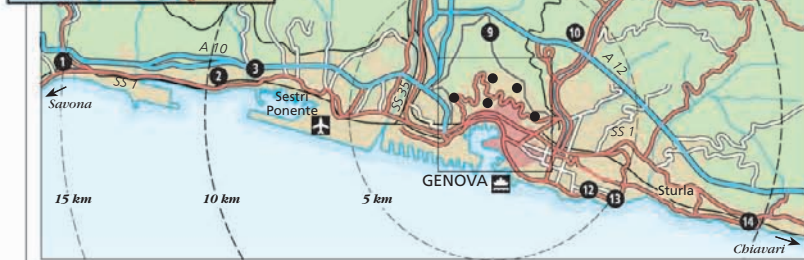 9
10
A 10
1
2
3
A 12
SS 1
SS 35
Savona
Sestri
Ponente
SS 1
GENOVA
12
13
Sturla
15 km
10 km
5 km
14
Chiavari